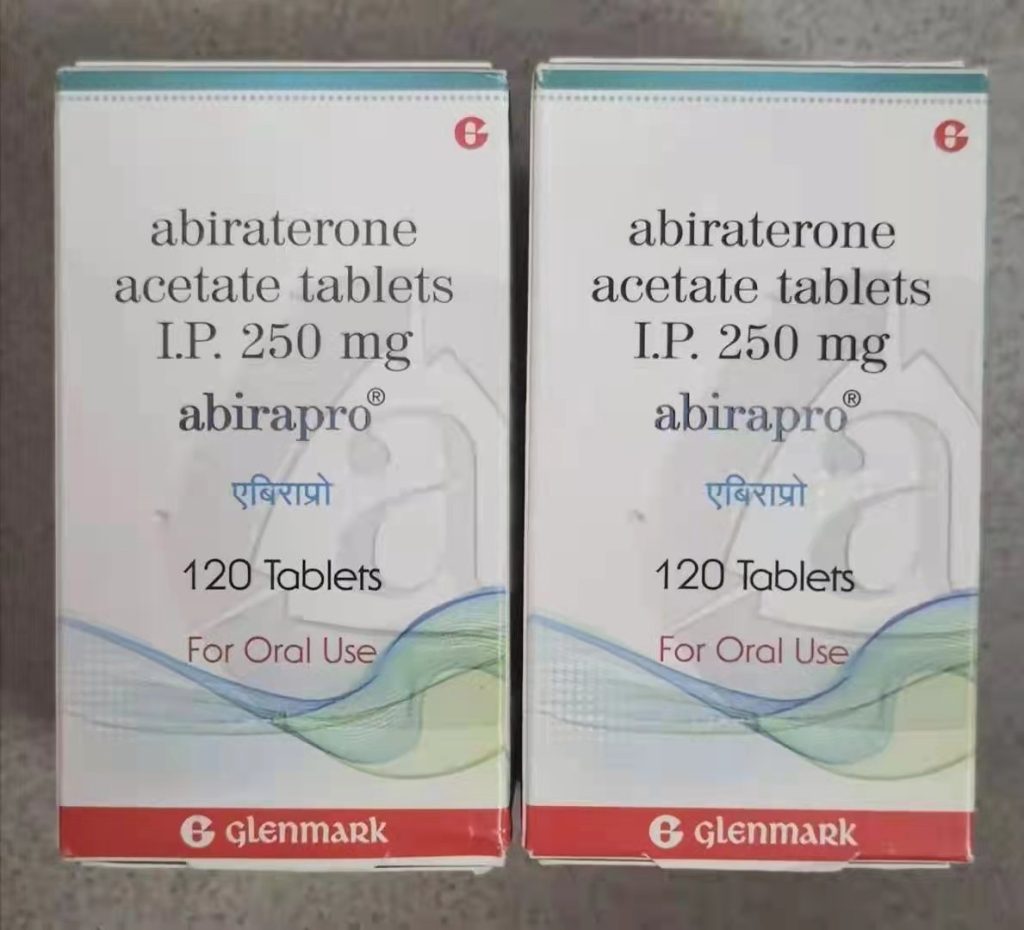 abiraterone
acetate tablets
I.P. 250 mg
abirapro®
एबिराप्रो
120 Tablets
For Oral Use
glenmark
abiraterone
acetate tablets
I.P. 250 mg
abirapro®
एबिराप्रो
120 Tablets
For Oral Use
glenmark